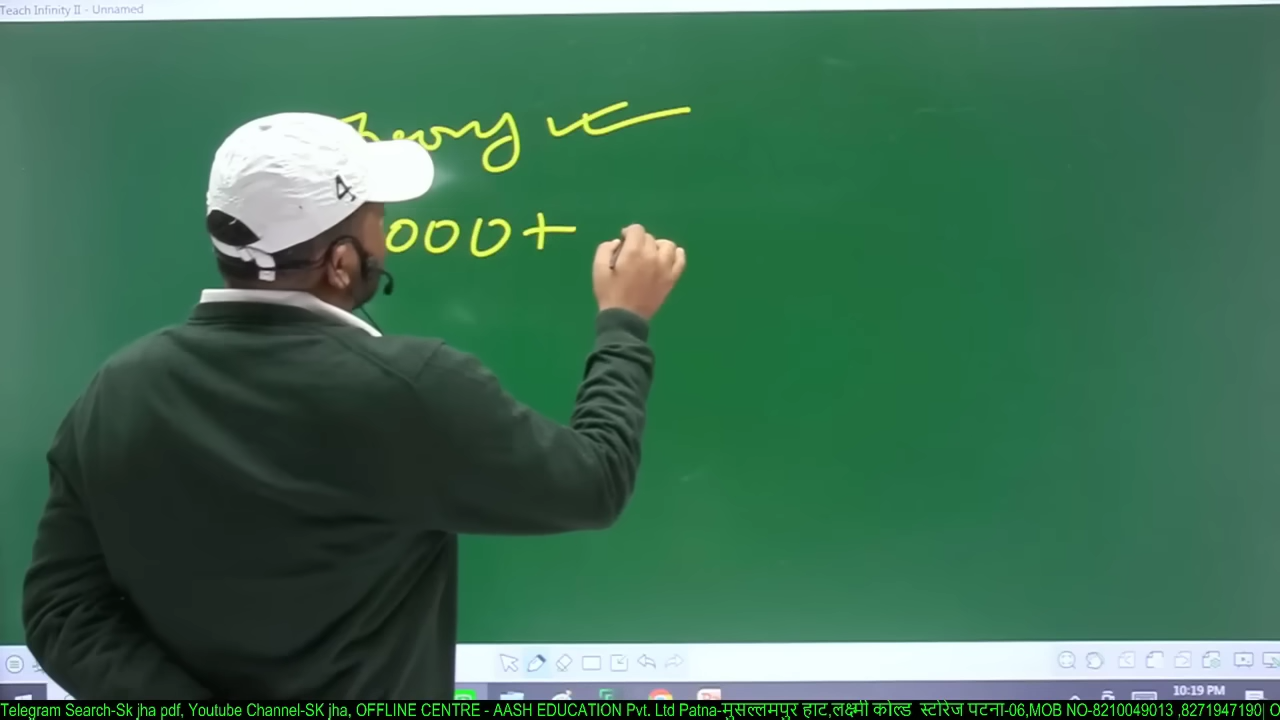 Teach Infinity II - Unnamed
4
000+
10:19 PM
Telegram Search-Sk jha pdf, Youtube Channel-SK jha, OFFLINE CENTRE - AASH EDUCATION Pvt. Ltd Patna-मुसल्लमपुर हाट,लक्ष्मी कोल्ड स्टोरेज पटना-06,MOB NO-8210049013 ,8271947190|